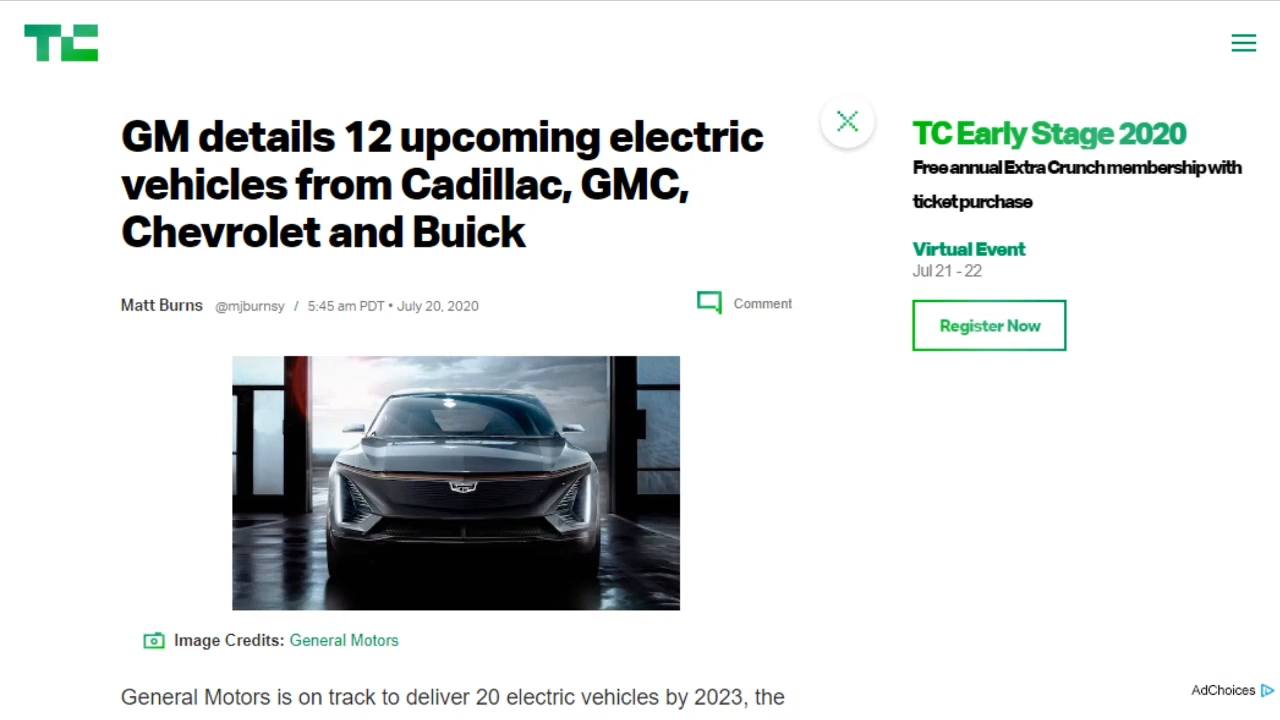 TC
GM details 12 upcoming electric
vehicles from Cadillac, GMC,
Chevrolet and Buick
Matt Burns @mjburnsy / 5:45 am PDT • July 20, 2020
Comment
Image Credits: General Motors
General Motors is on track to deliver 20 electric vehicles by 2023, the
TC Early Stage 2020
Free annual Extra Crunch membership with
ticket purchase
Virtual Event
Jul 21 - 22
Register Now
AdChoices